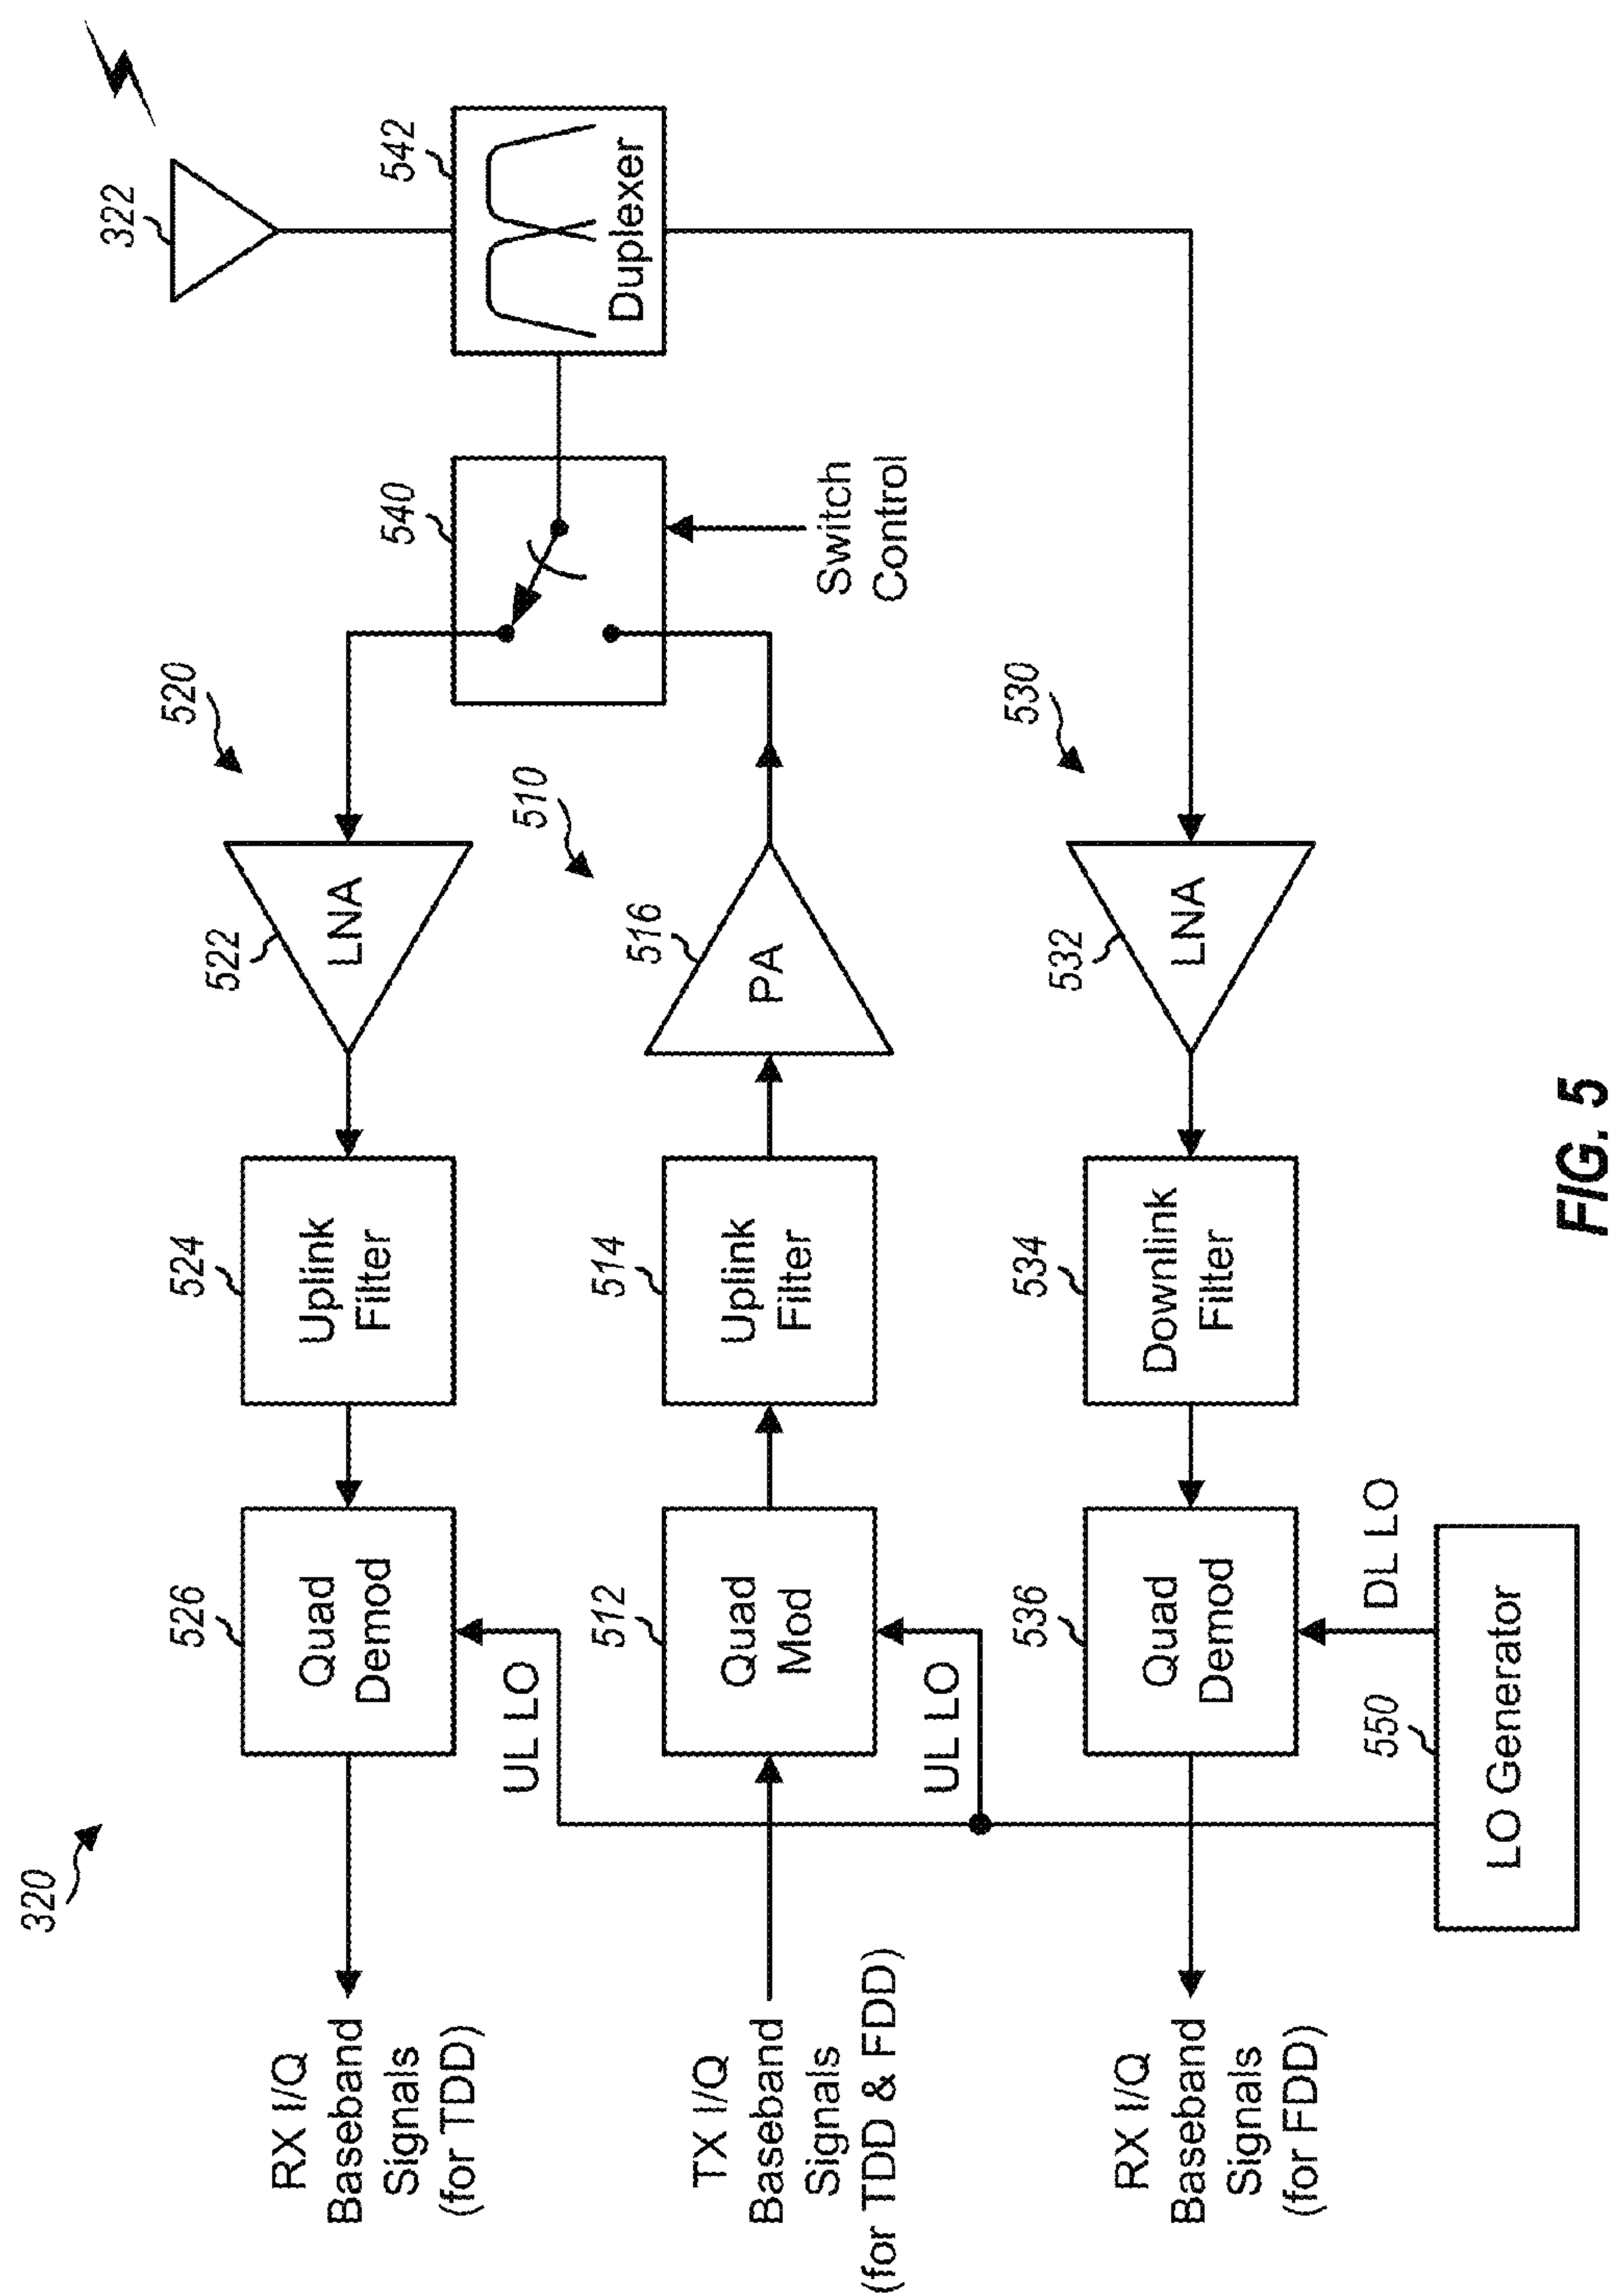 320
322
RX I/Q
Baseband
Signals
(for TDD)
526
Quad
Demod
524
Uplink
Filter
522
LNA
520
UL LO
540
542
Duplexer
TX I/Q
Baseband
Signals
(for TDD & FDD)
512
Quad
Mod
514
Uplink
Filter
516
PA
510
Switch
Control
UL LO
RX I/Q
Baseband
Signals
(for FDD)
536
Quad
Demod
534
Downlink
Filter
532
LNA
530
DL LO
550
LO Generator
FIG. 5